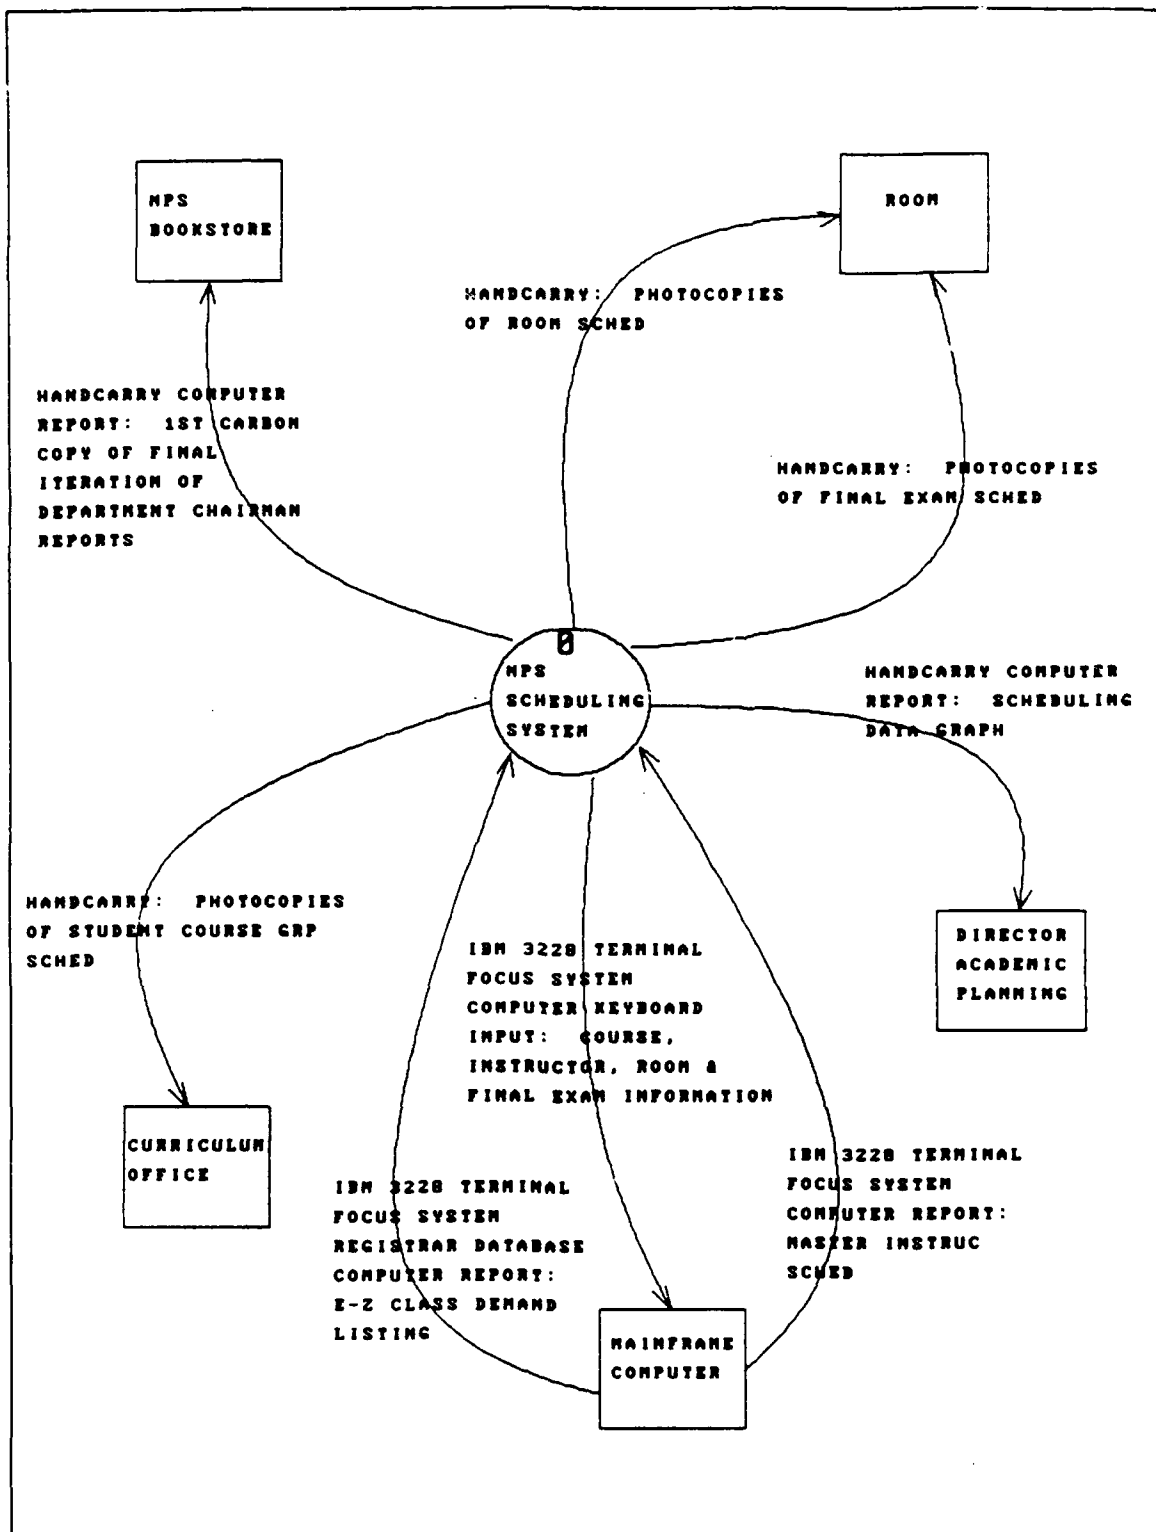 NPS
BOOKSTORE
ROOM
HANDCARRY: PHOTOCOPIES
OF ROOM SCHED
HANDCARRY COMPUTER
REPORT: 1ST CARBON
COPY OF FINAL
ITERATION OF
DEPARTMENT CHAIRMAN
REPORTS
HANDCARRY: PHOTOCOPIES
OF FINAL EXAM SCHED
0
NPS
SCHEDULING
SYSTEM
HANDCARRY COMPUTER
REPORT: SCHEDULING
DATA GRAPH
HANDCARRY: PHOTOCOPIES
OF STUDENT COURSE GRP
SCHED
IBM 3228 TERMINAL
FOCUS SYSTEM
COMPUTER KEYBOARD
INPUT: COURSE,
INSTRUCTOR, ROOM &
FINAL EXAM INFORMATION
DIRECTOR
ACADEMIC
PLANNING
CURRICULUM
OFFICE
IBM 3228 TERMINAL
FOCUS SYSTEM
REGISTRAR DATABASE
COMPUTER REPORT:
E-Z CLASS DEMAND
LISTING
IBM 3228 TERMINAL
FOCUS SYSTEM
COMPUTER REPORT:
MASTER INSTRUC
SCHED
MAINFRAME
COMPUTER